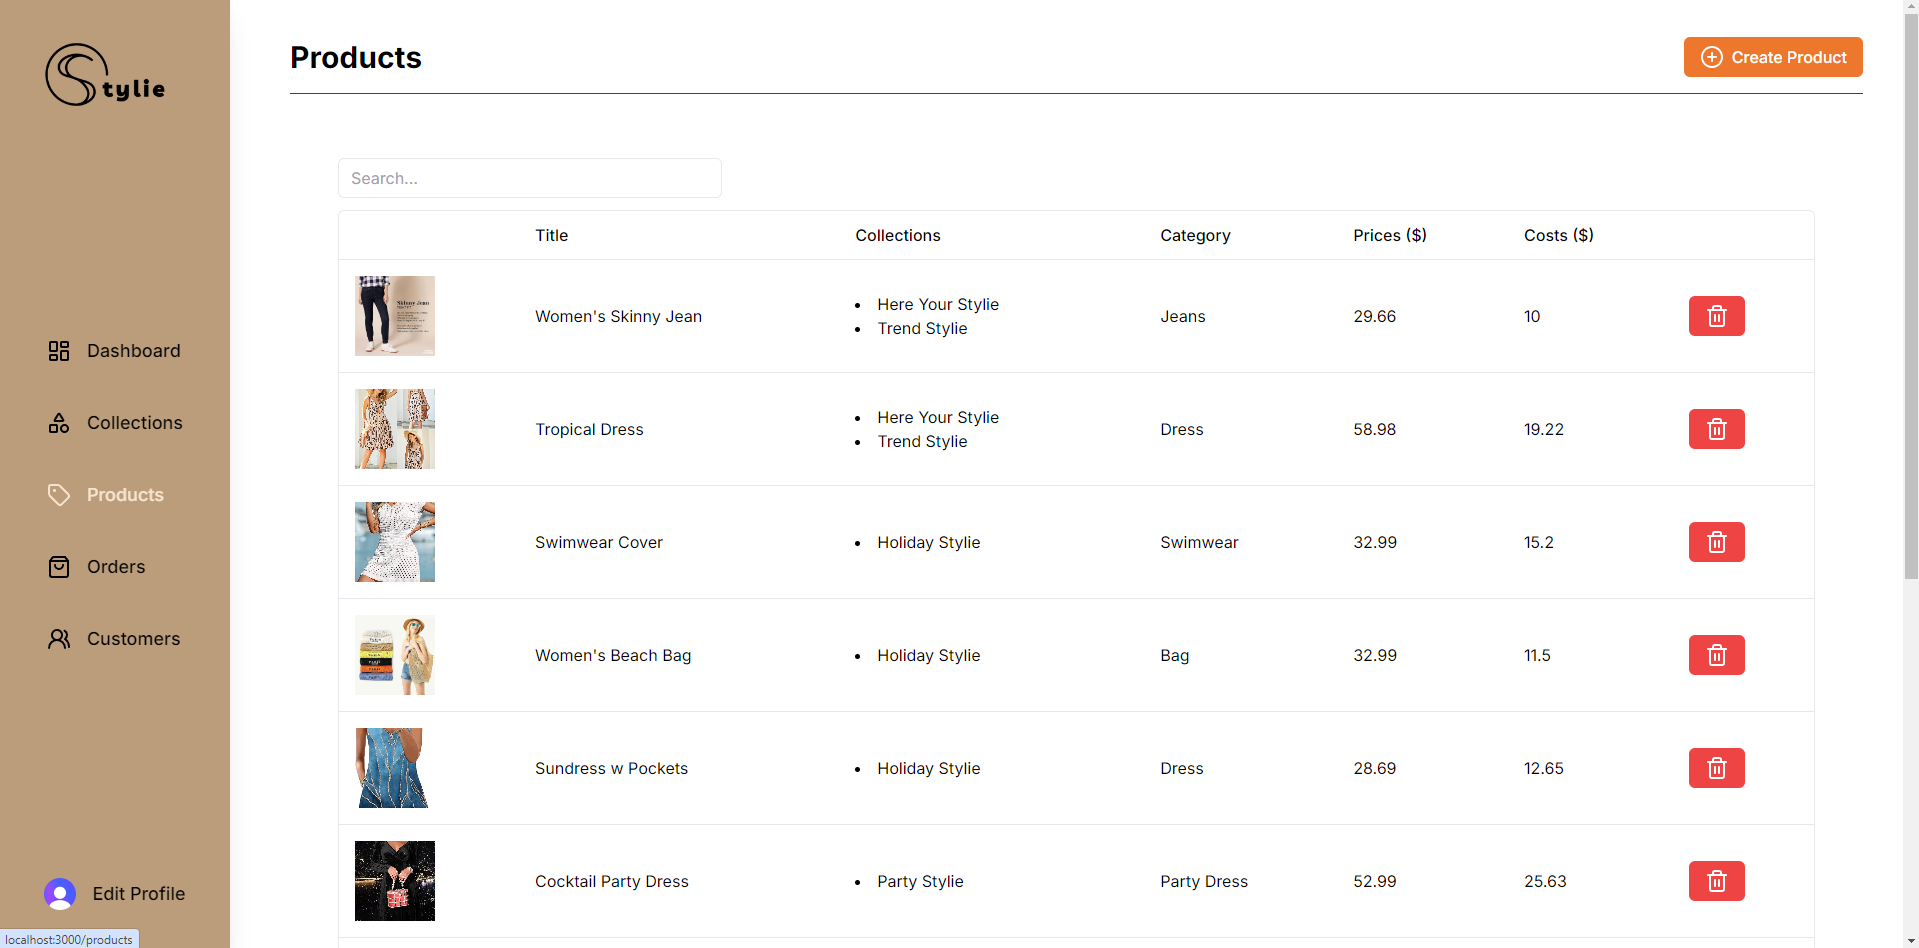 Stylie
Dashboard
Collections
Products
Orders
Customers
Edit Profile
localhost:3000/products
Products
Create Product
Search...
Title Collections Category Prices ($) Costs ($)
Skinny Jean
Women's Skinny Jean
Here Your Stylie
Trend Stylie
Jeans 29.66 10
Tropical Dress
Here Your Stylie
Trend Stylie
Dress 58.98 19.22
Swimwear Cover
Holiday Stylie
Swimwear 32.99 15.2
Women's Beach Bag
Holiday Stylie
Bag 32.99 11.5
Sundress w Pockets
Holiday Stylie
Dress 28.69 12.65
Cocktail Party Dress
Party Stylie
Party Dress 52.99 25.63